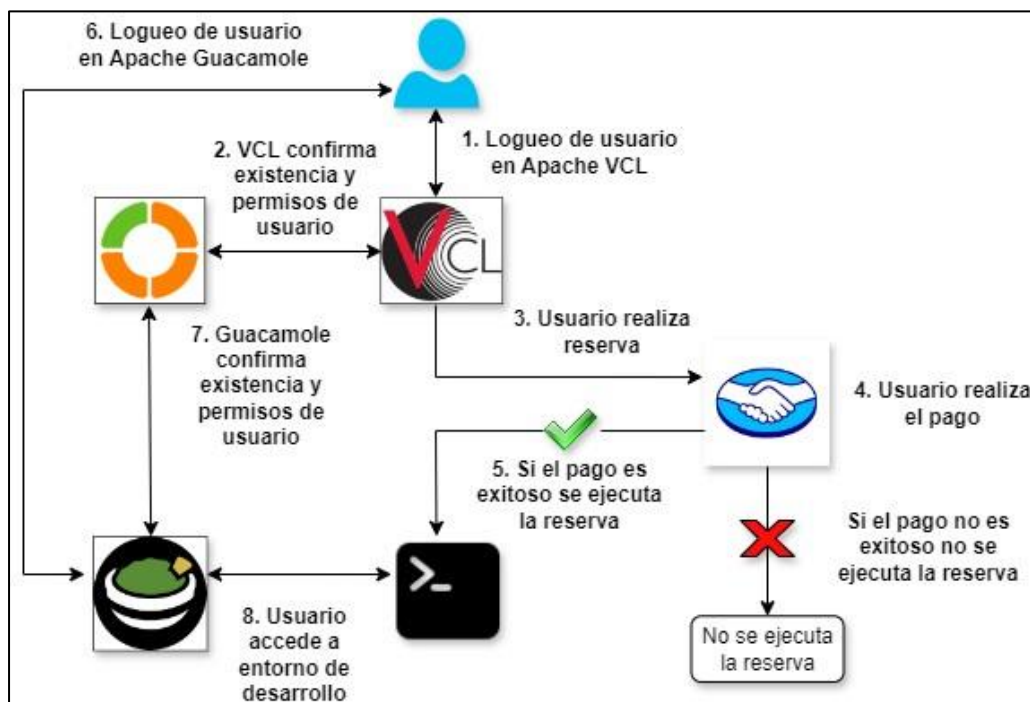 6. Logueo de usuario
en Apache Guacamole
1. Logueo de usuario
en Apache VCL
2. VCL confirma
existencia y
permisos de
usuario
VCL
3. Usuario realiza
reserva
7. Guacamole
confirma
existencia y
permisos de
usuario
4. Usuario realiza
el pago
5. Si el pago es
exitoso se ejecuta
la reserva
Si el pago no es
exitoso no se
ejecuta la reserva
>_
8. Usuario
accede a
entorno de
desarrollo
No se ejecuta
la reserva